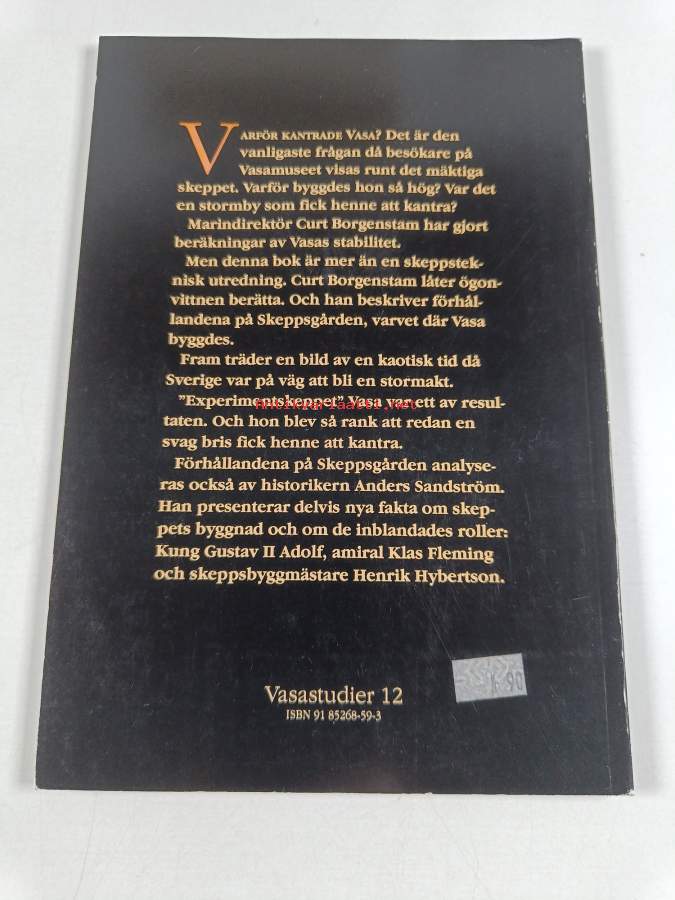 VARFÖR KANTRADE VASA? Det är den
vanligaste frågan då besökare på
Vasamuseet visas runt det mäktiga
skeppet. Varför byggdes hon så hög? Var det
en stormby som fick henne att kantra?
Marindirektör Curt Borgenstam har gjort
beräkningar av Vasas stabilitet.
Men denna bok är mer än en skeppstek-
nisk utredning. Curt Borgenstam låter ögon-
vittnen berätta. Och han beskriver förhål-
landena på Skeppsgården, varvet där Vasa
byggdes.
Fram träder en bild av en kaotisk tid då
Sverige var på väg att bli en stormakt.
"Experimentskeppet" Vasa var ett av resul-
antikvariaatti.net
taten. Och hon blev så rank att redan en
svag bris fick henne att kantra.
Förhållandena på Skeppsgården analyse-
ras också av historikern Anders Sandström.
Han presenterar delvis nya fakta om skep-
pets byggnad och om de inblandades roller:
Kung Gustav II Adolf, amiral Klas Fleming
och skeppsbyggmästare Henrik Hybertson.
Vasastudier 12
ISBN 91 85268-59-3